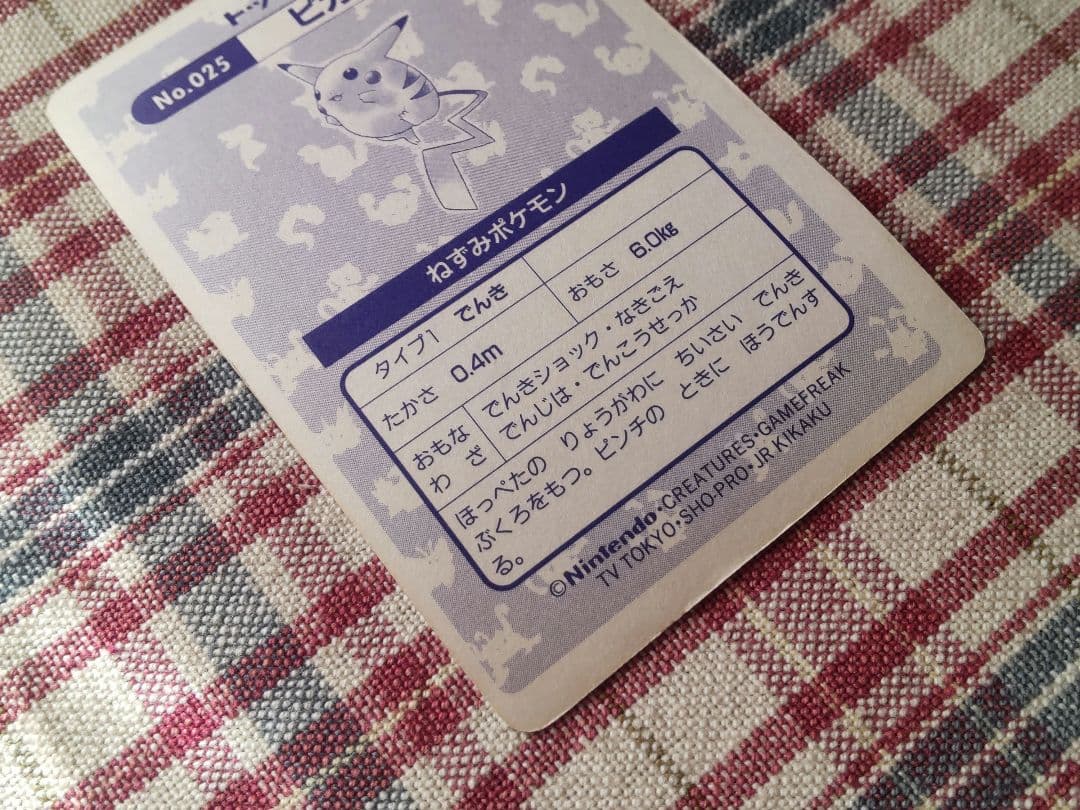 トッ
No.025
ピカ
ねずみポケモン
タイプ1 でんき
たかさ 0.4m おもさ 6.0kg
おもな わざ でんきショック・なきごえ
でんじは・でんこうせっか
ほっぺたの りょうがわに ちいさい でんき
ぶくろをもつ。ピンチの ときに ほうでんす
る。
©Nintendo・CREATURES・GAMEFREAK
TV TOKYO・SHO-PRO・JR KIKAKU